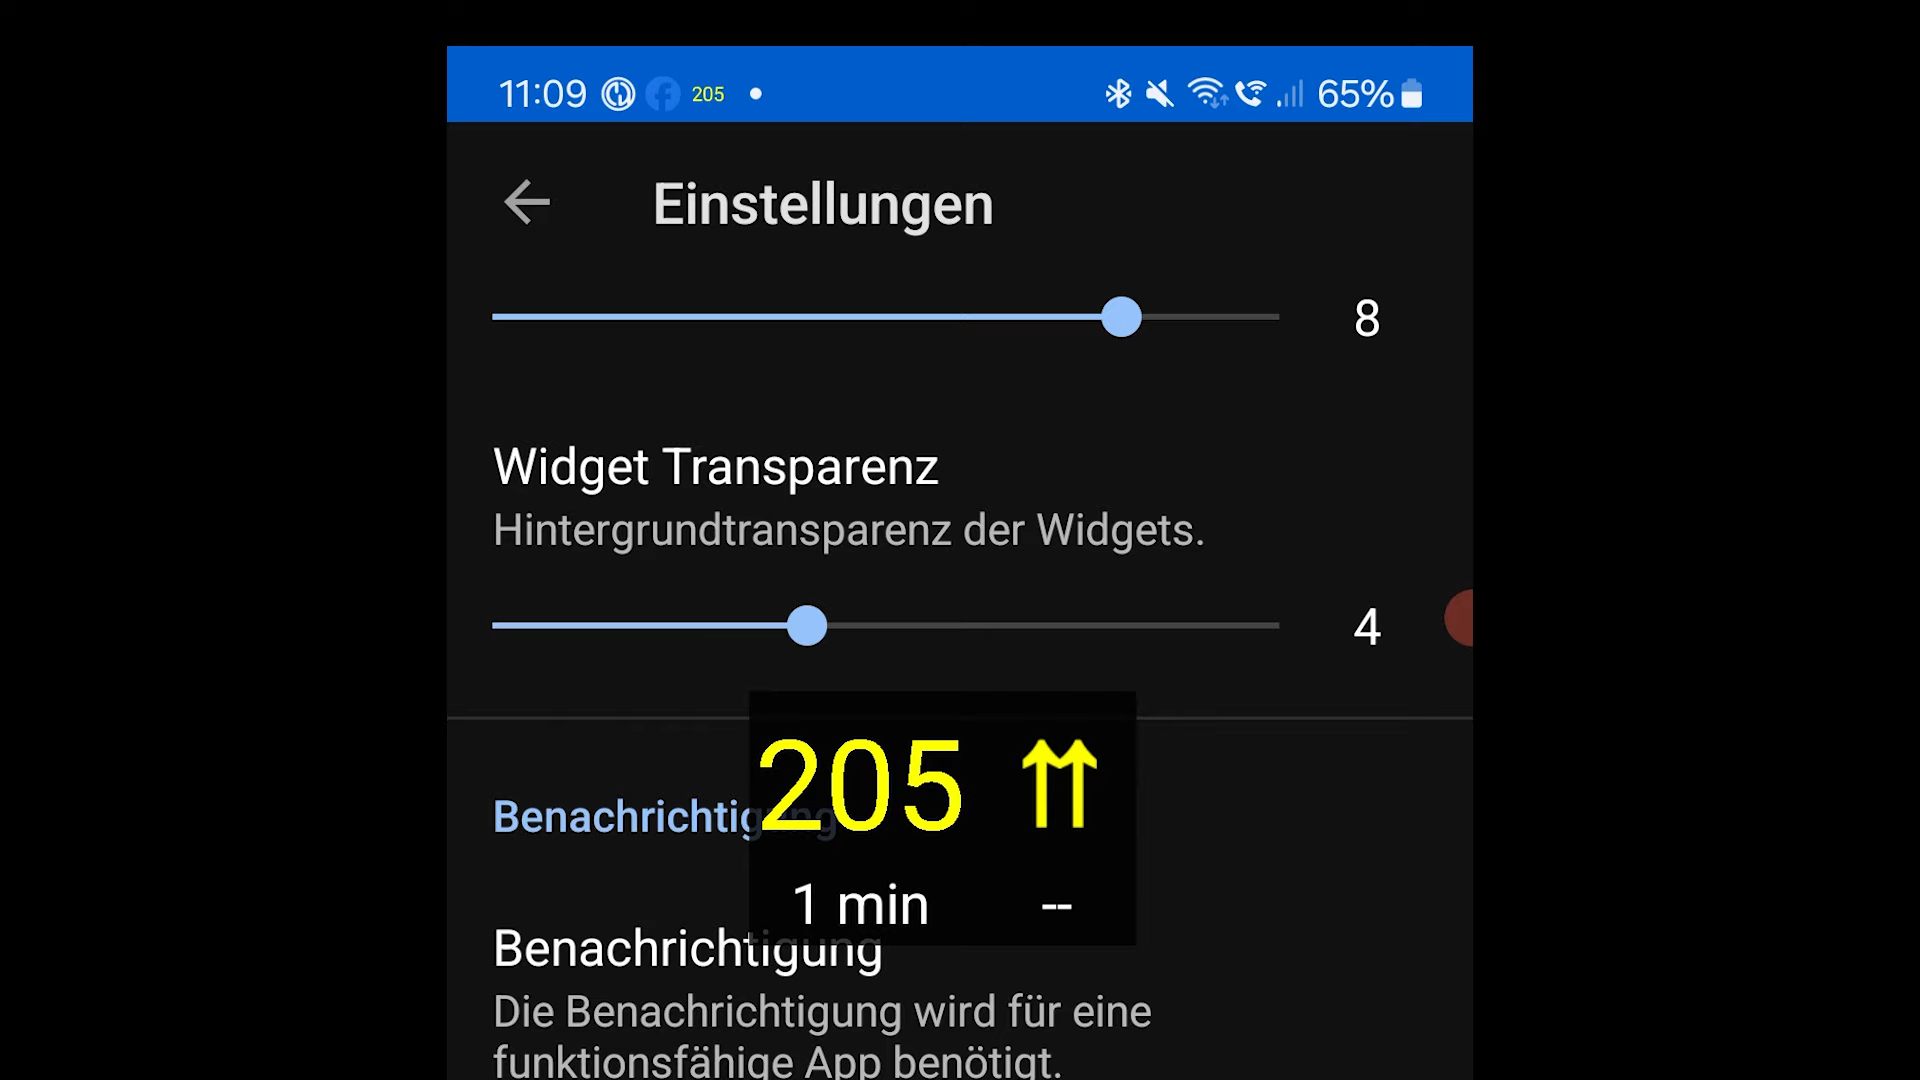 11:09 205 65%
Einstellungen
8
Widget Transparenz
Hintergrundtransparenz der Widgets.
4
205
Benachrichtigung
1 min --
Benachrichtigung
Die Benachrichtigung wird für eine
funktionsfähige App benötigt.